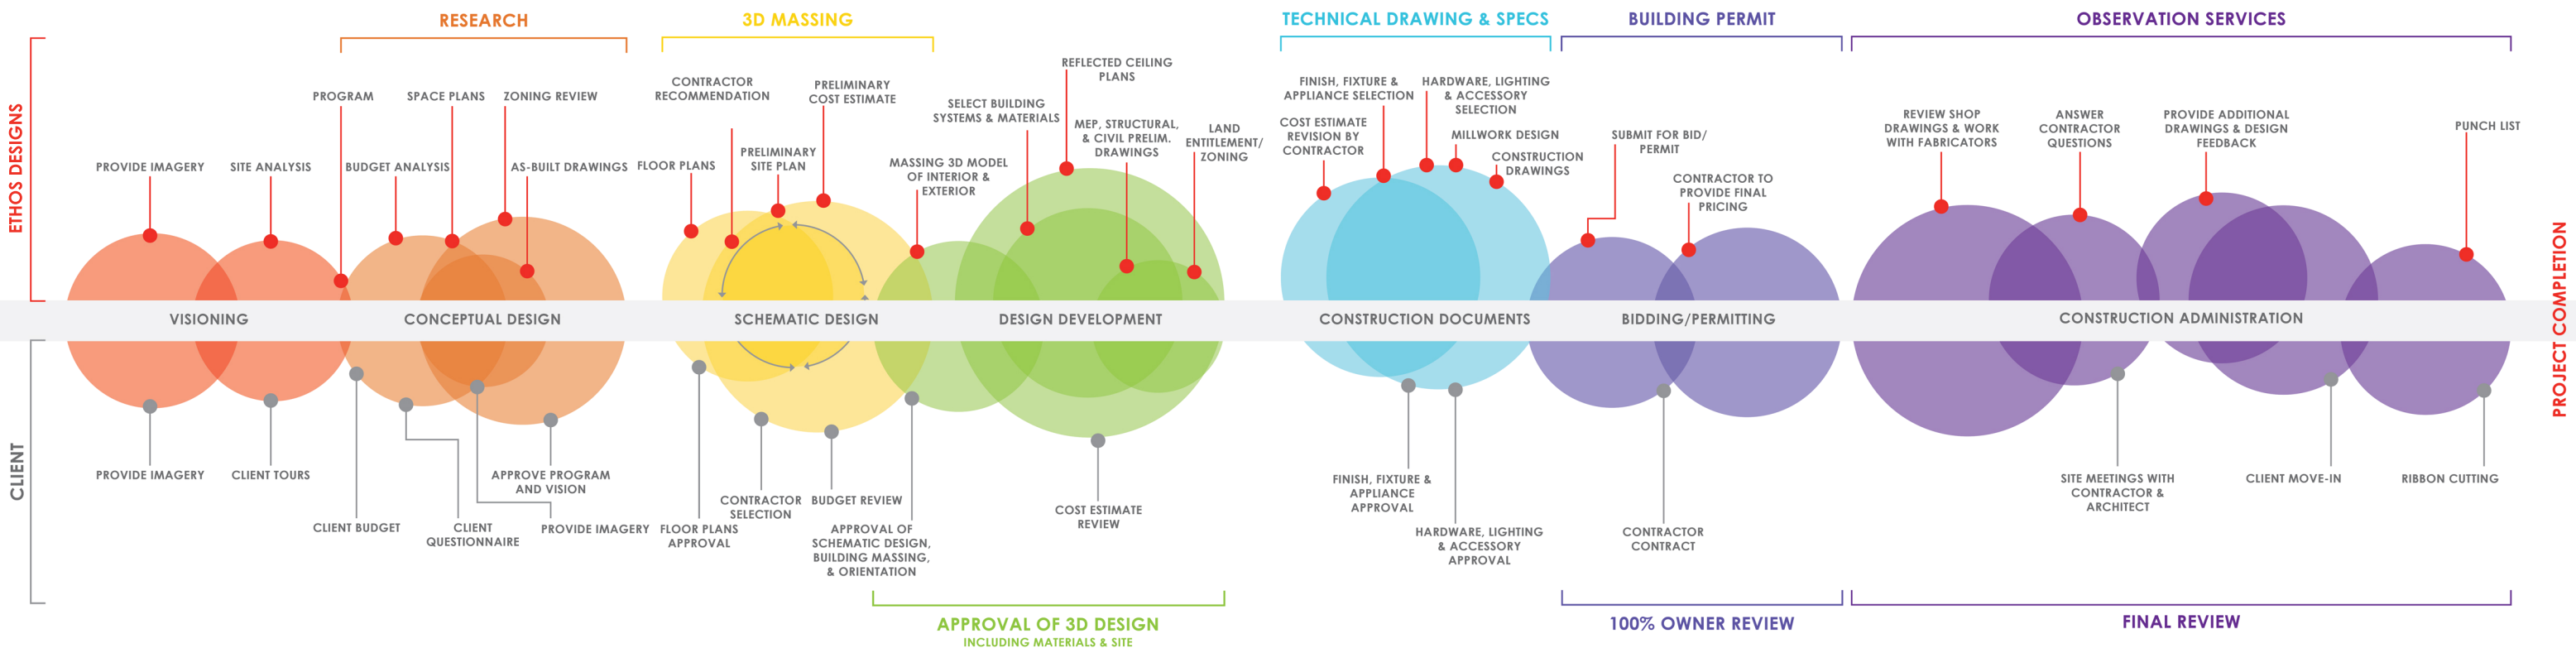 RESEARCH
3D MASSING
TECHNICAL DRAWING & SPECS
BUILDING PERMIT
OBSERVATION SERVICES
ETHOS DESIGNS
PROVIDE IMAGERY
SITE ANALYSIS
PROGRAM
BUDGET ANALYSIS
SPACE PLANS
ZONING REVIEW
AS-BUILT DRAWINGS
FLOOR PLANS
CONTRACTOR
RECOMMENDATION
PRELIMINARY
SITE PLAN
PRELIMINARY
COST ESTIMATE
MASSING 3D MODEL
OF INTERIOR &
EXTERIOR
SELECT BUILDING
SYSTEMS & MATERIALS
REFLECTED CEILING
PLANS
MEP, STRUCTURAL,
& CIVIL PRELIM.
DRAWINGS
LAND
ENTITLEMENT/
ZONING
COST ESTIMATE
REVISION BY
CONTRACTOR
FINISH, FIXTURE &
APPLIANCE SELECTION
HARDWARE, LIGHTING
& ACCESSORY
SELECTION
MILLWORK DESIGN
CONSTRUCTION
DRAWINGS
SUBMIT FOR BID/
PERMIT
CONTRACTOR TO
PROVIDE FINAL
PRICING
REVIEW SHOP
DRAWINGS & WORK
WITH FABRICATORS
ANSWER
CONTRACTOR
QUESTIONS
PROVIDE ADDITIONAL
DRAWINGS & DESIGN
FEEDBACK
PUNCH LIST
VISIONING
CONCEPTUAL DESIGN
SCHEMATIC DESIGN
DESIGN DEVELOPMENT
CONSTRUCTION DOCUMENTS
BIDDING/PERMITTING
CONSTRUCTION ADMINISTRATION
PROJECT COMPLETION
CLIENT
PROVIDE IMAGERY
CLIENT TOURS
CLIENT BUDGET
CLIENT
QUESTIONNAIRE
APPROVE PROGRAM
AND VISION
PROVIDE IMAGERY
FLOOR PLANS
APPROVAL
CONTRACTOR
SELECTION
BUDGET REVIEW
APPROVAL OF
SCHEMATIC DESIGN,
BUILDING MASSING,
& ORIENTATION
COST ESTIMATE
REVIEW
FINISH, FIXTURE &
APPLIANCE
APPROVAL
HARDWARE, LIGHTING
& ACCESSORY
APPROVAL
CONTRACTOR
CONTRACT
SITE MEETINGS WITH
CONTRACTOR &
ARCHITECT
CLIENT MOVE-IN
RIBBON CUTTING
APPROVAL OF 3D DESIGN
INCLUDING MATERIALS & SITE
100% OWNER REVIEW
FINAL REVIEW